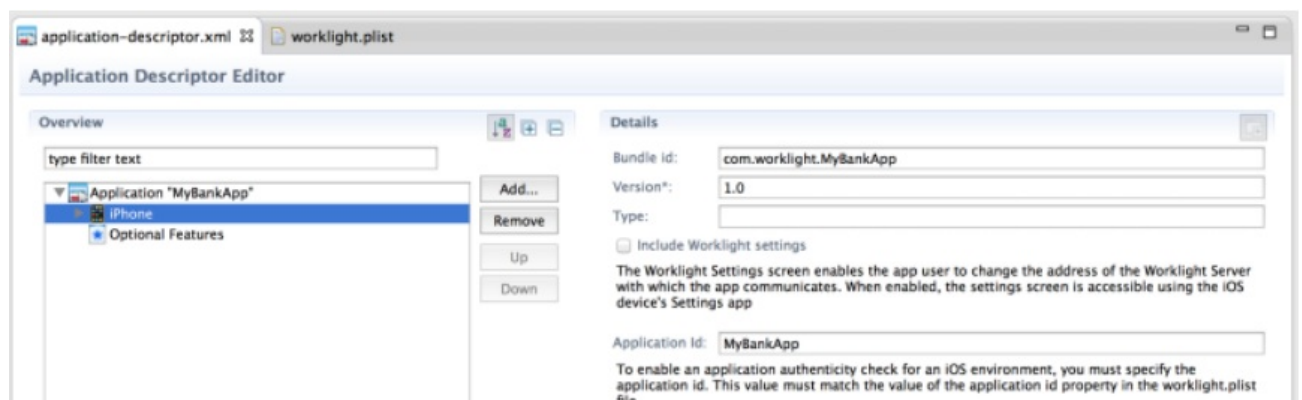 application-descriptor.xml worklight.plist
Application Descriptor Editor
Overview
type filter text
Application "MyBankApp"
iPhone
Optional Features
Add...
Remove
Up
Down
Details
Bundle id: com.worklight.MyBankApp
Version*: 1.0
Type:
Include Worklight settings
The Worklight Settings screen enables the app user to change the address of the Worklight Server
with which the app communicates. When enabled, the settings screen is accessible using the iOS
device's Settings app
Application Id: MyBankApp
To enable an application authenticity check for an iOS environment, you must specify the
application id. This value must match the value of the application id property in the worklight.plist